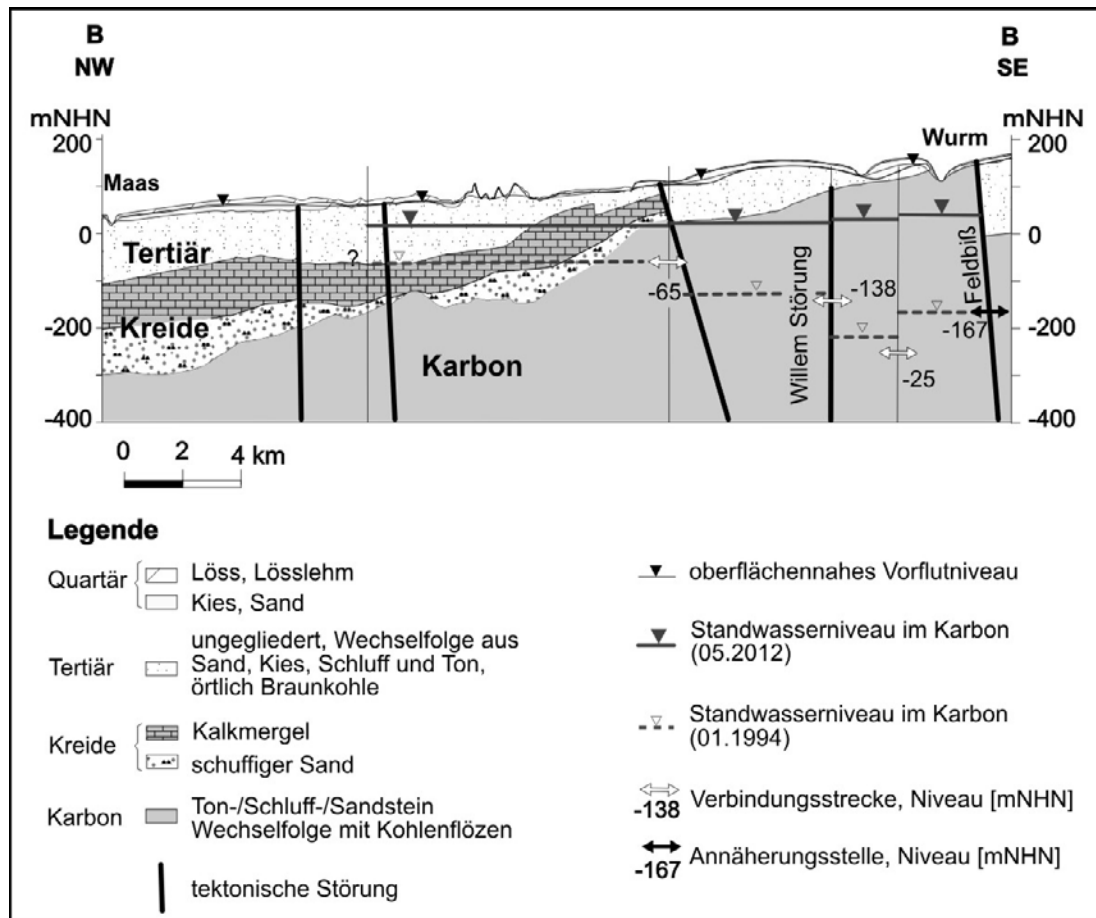 B
NW
B
SE
mNHN
mNHN
200
200
Wurm
Maas
0
0
Tertiär
?
-65
-138
Feldbiß
Kreide
-167
-200
-200
Karbon
Willem Störung
-25
-400
-400
0 2 4 km
Legende
Quartär
Löss, Lösslehm
Kies, Sand
Tertiär
ungegliedert, Wechselfolge aus
Sand, Kies, Schluff und Ton,
örtlich Braunkohle
Kreide
Kalkmergel
schuffiger Sand
Karbon
Ton-/Schluff-/Sandstein
Wechselfolge mit Kohlenflözen
tektonische Störung
oberflächennahes Vorflutniveau
Standwasserniveau im Karbon
(05.2012)
Standwasserniveau im Karbon
(01.1994)
-138 Verbindungsstrecke, Niveau [mNHN]
-167 Annäherungsstelle, Niveau [mNHN]